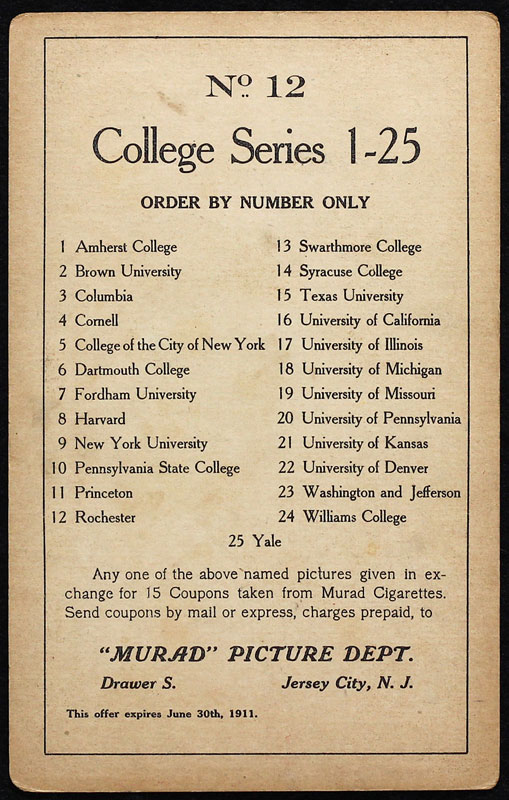 Nº 12
College Series 1-25
ORDER BY NUMBER ONLY
1 Amherst College
2 Brown University
3 Columbia
4 Cornell
5 College of the City of New York
6 Dartmouth College
7 Fordham University
8 Harvard
9 New York University
10 Pennsylvania State College
11 Princeton
12 Rochester
13 Swarthmore College
14 Syracuse College
15 Texas University
16 University of California
17 University of Illinois
18 University of Michigan
19 University of Missouri
20 University of Pennsylvania
21 University of Kansas
22 University of Denver
23 Washington and Jefferson
24 Williams College
25 Yale
Any one of the above named pictures given in ex-
change for 15 Coupons taken from Murad Cigarettes.
Send coupons by mail or express, charges prepaid, to
“MURAD” PICTURE DEPT.
Drawer S. Jersey City, N. J.
This offer expires June 30th, 1911.